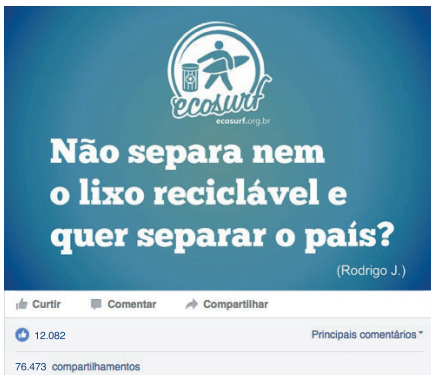 ecosurf
ecosurf.org.br
Não separa nem
o lixo reciclável e
quer separar o país?
(Rodrigo J.)
Curtir Comentar Compartilhar
12.082 Principais comentários
76.473 compartilhamentos